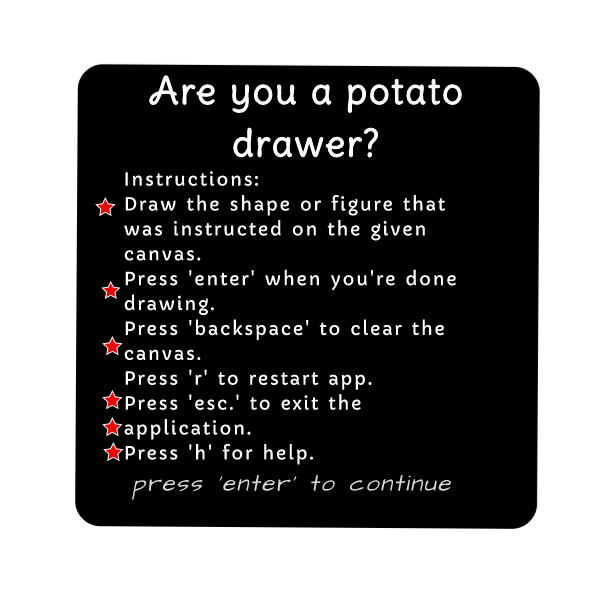 Are you a potato
drawer?
Instructions:
Draw the shape or figure that
was instructed on the given
canvas.
Press 'enter' when you're done
drawing.
Press 'backspace' to clear the
canvas.
Press 'r' to restart app.
Press 'esc.' to exit the
application.
Press 'h' for help.
press 'enter' to continue